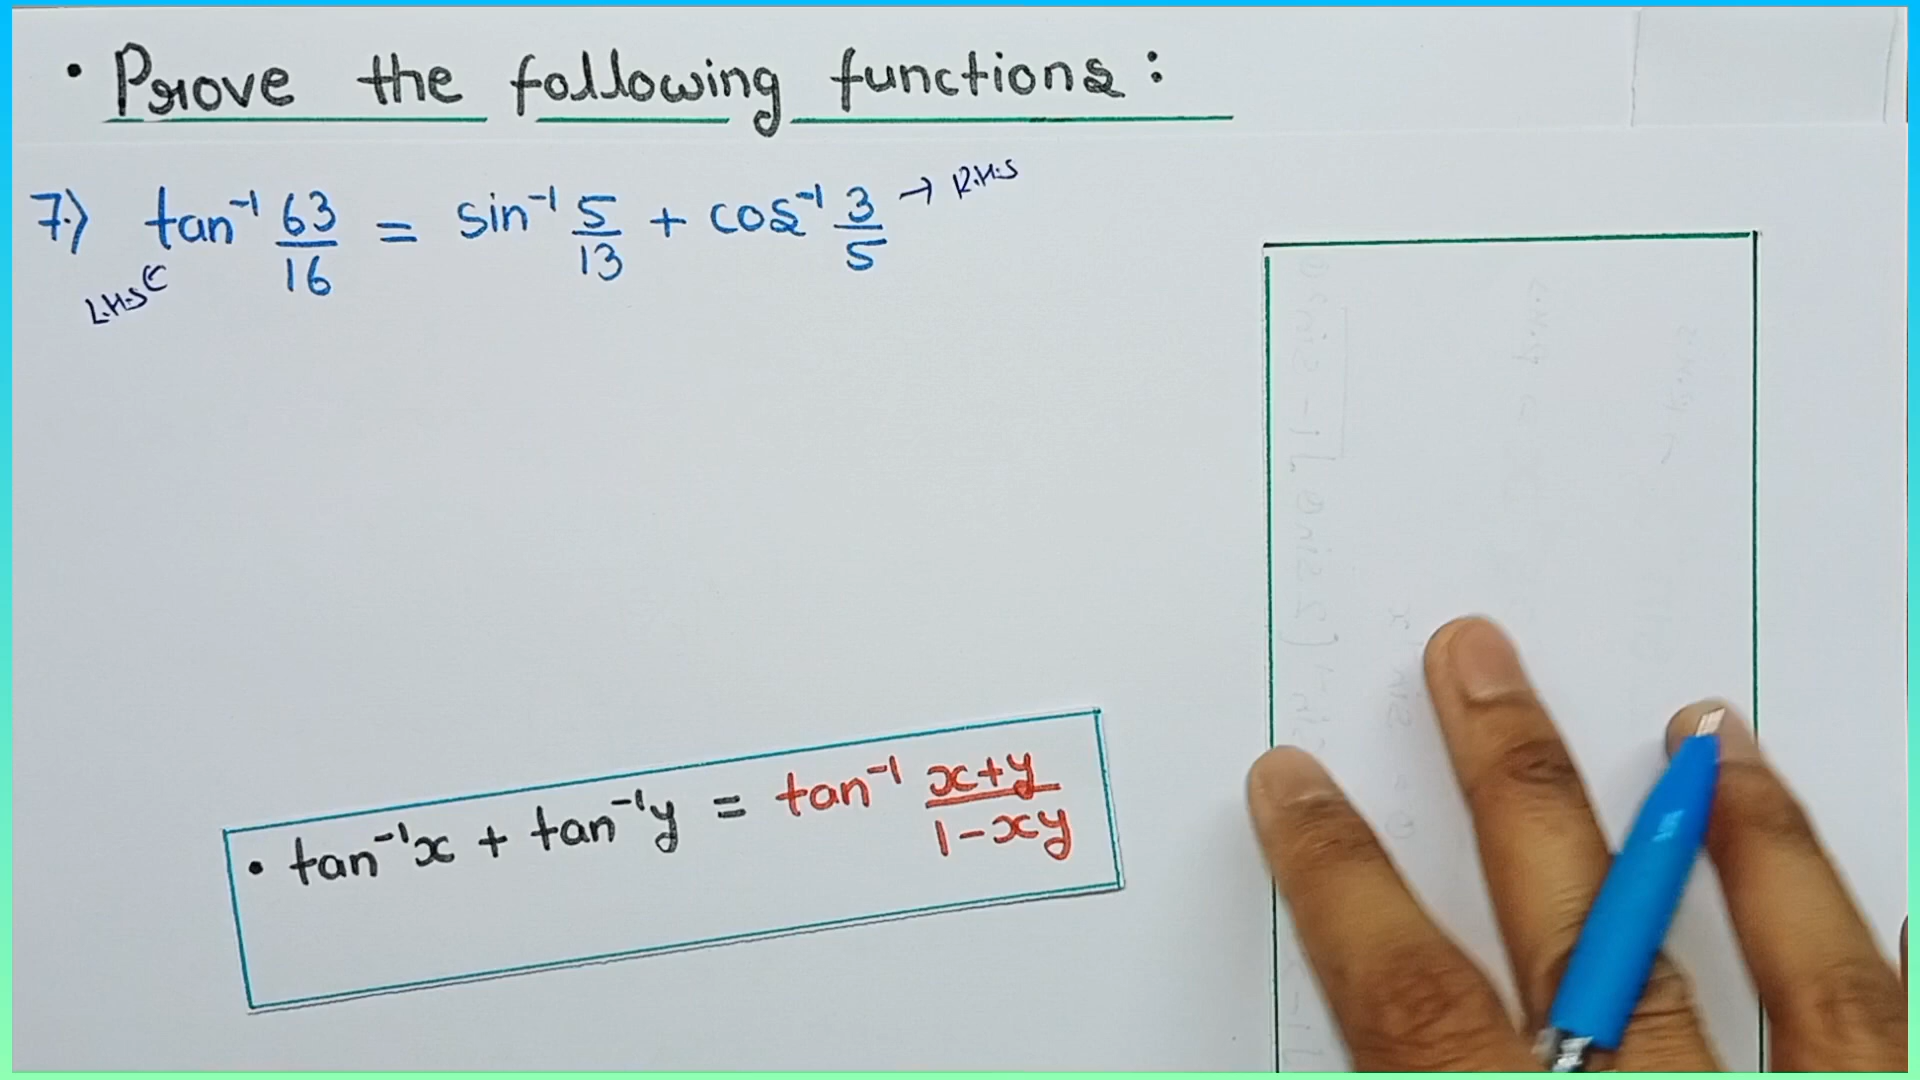 • Prove the following functions:
7.) tan⁻¹ 63/16 = sin⁻¹ 5/13 + cos⁻¹ 3/5 → R.H.S
L.H.S
• tan⁻¹x + tan⁻¹y = tan⁻¹ x+y/1-xy